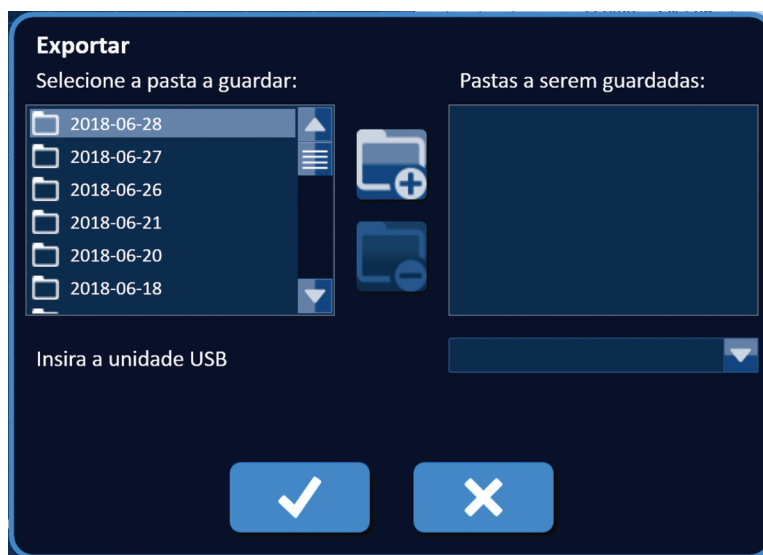 Exportar
Selecione a pasta a guardar:
Pastas a serem guardadas:
2018-06-28
2018-06-27
2018-06-26
2018-06-21
2018-06-20
2018-06-18
Insira a unidade USB